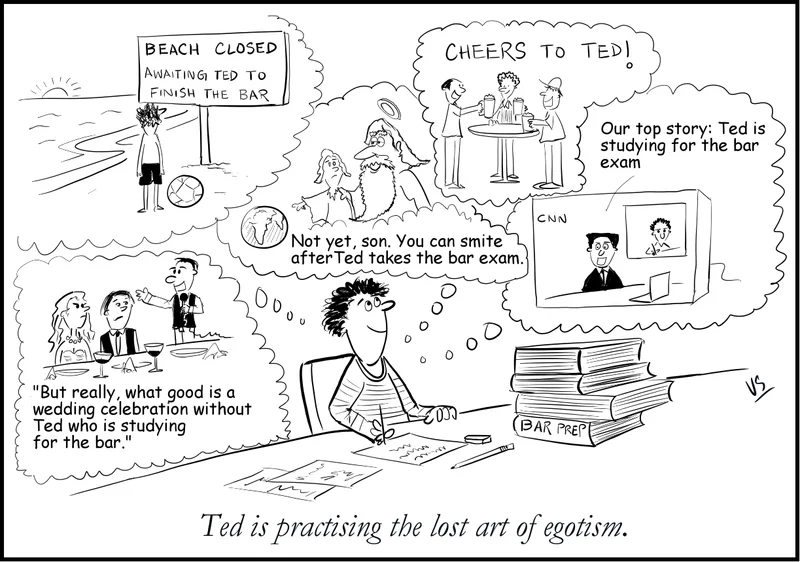 BEACH CLOSED
AWAITING TED TO
FINISH THE BAR
CHEERS TO TED!
Our top story: Ted is
studying for the bar
exam
CNN
Not yet, son. You can smite
after Ted takes the bar exam.
"But really, what good is a
wedding celebration without
Ted who is studying
for the bar."
BAR PREP
VS
Ted is practising the lost art of egotism.